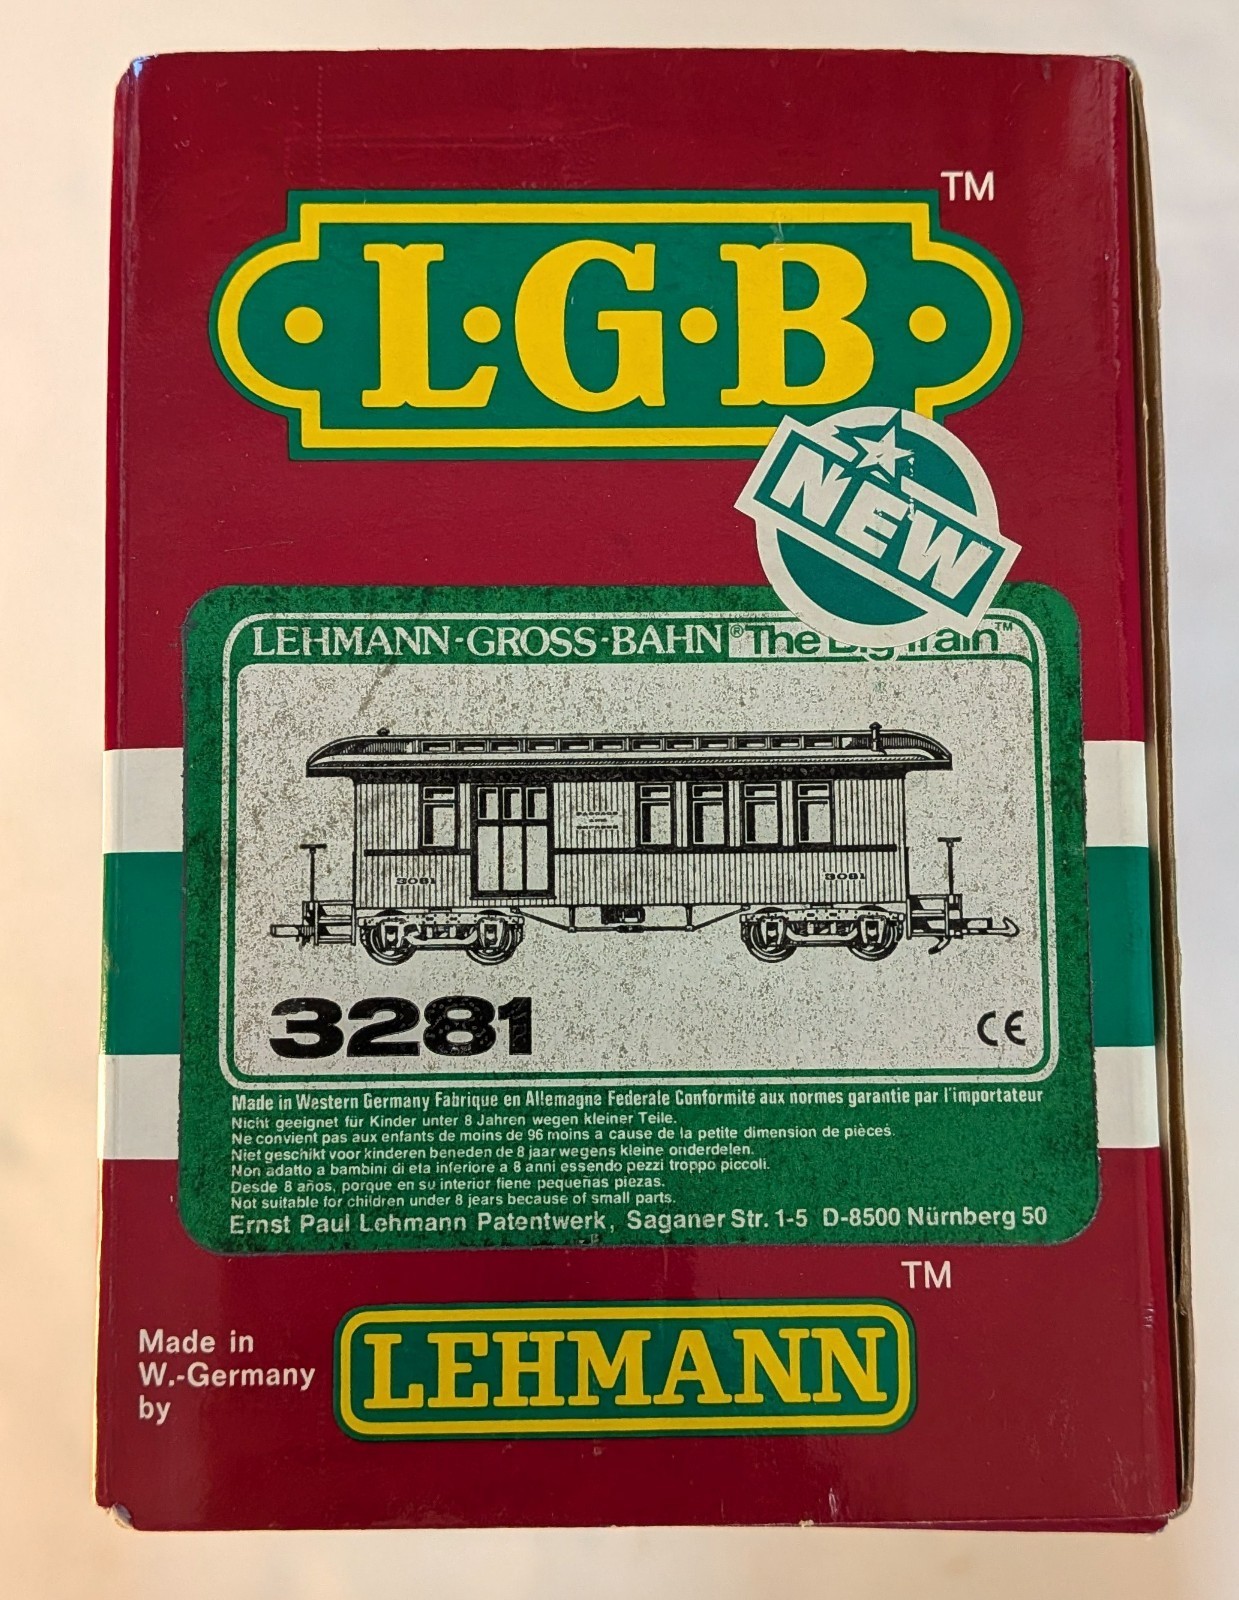 TM
L·G·B
NEW
LEHMANN-GROSS-BAHN® The Big Train™
BAGGAGE
AND
EXPRESS
3081
3081
3281
CE
Made in Western Germany Fabrique en Allemagne Federale Conformité aux normes garantie par l'importateur
Nicht geeignet für Kinder unter 8 Jahren wegen kleiner Teile.
Ne convient pas aux enfants de moins de 96 moins a cause de la petite dimension de pièces.
Niet geschikt voor kinderen beneden de 8 jaar wegens kleine onderdelen.
Non adatto a bambini di eta inferiore a 8 anni essendo pezzi troppo piccoli.
Desde 8 años, porque en su interior fiene pequeñas piezas.
Not suitable for children under 8 jears because of small parts.
Ernst Paul Lehmann Patentwerk, Saganer Str. 1-5 D-8500 Nürnberg 50
TM
Made in
W.-Germany
by
LEHMANN